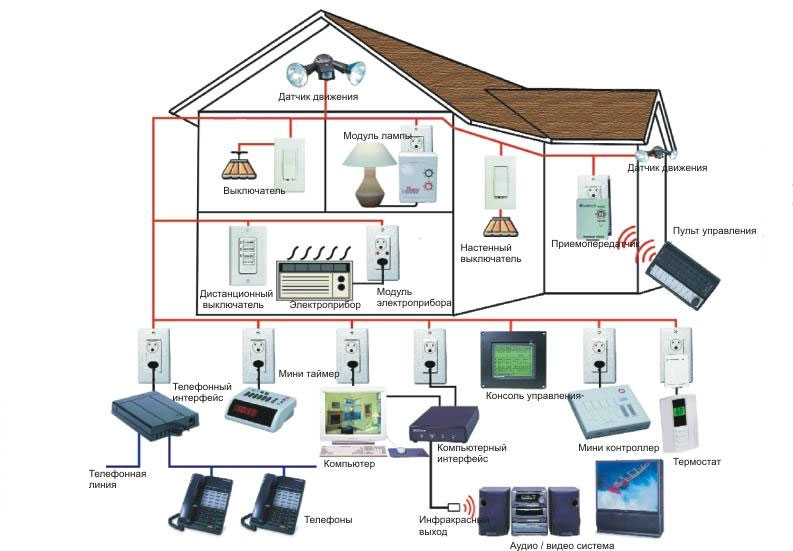 Датчик движения
Модуль лампы
Выключатель
Датчик движения
Настенный
выключатель
Приемопередатчик
Пульт управления
Дистанционный
выключатель
Электроприбор
Модуль
электроприбора
Телефонный
интерфейс
Мини таймер
Консоль управления
Компьютер
Компьютерный
интерфейс
Мини контроллер
Термостат
Телефонная
линия
Телефоны
Инфракрасный
выход
Аудио / видео система